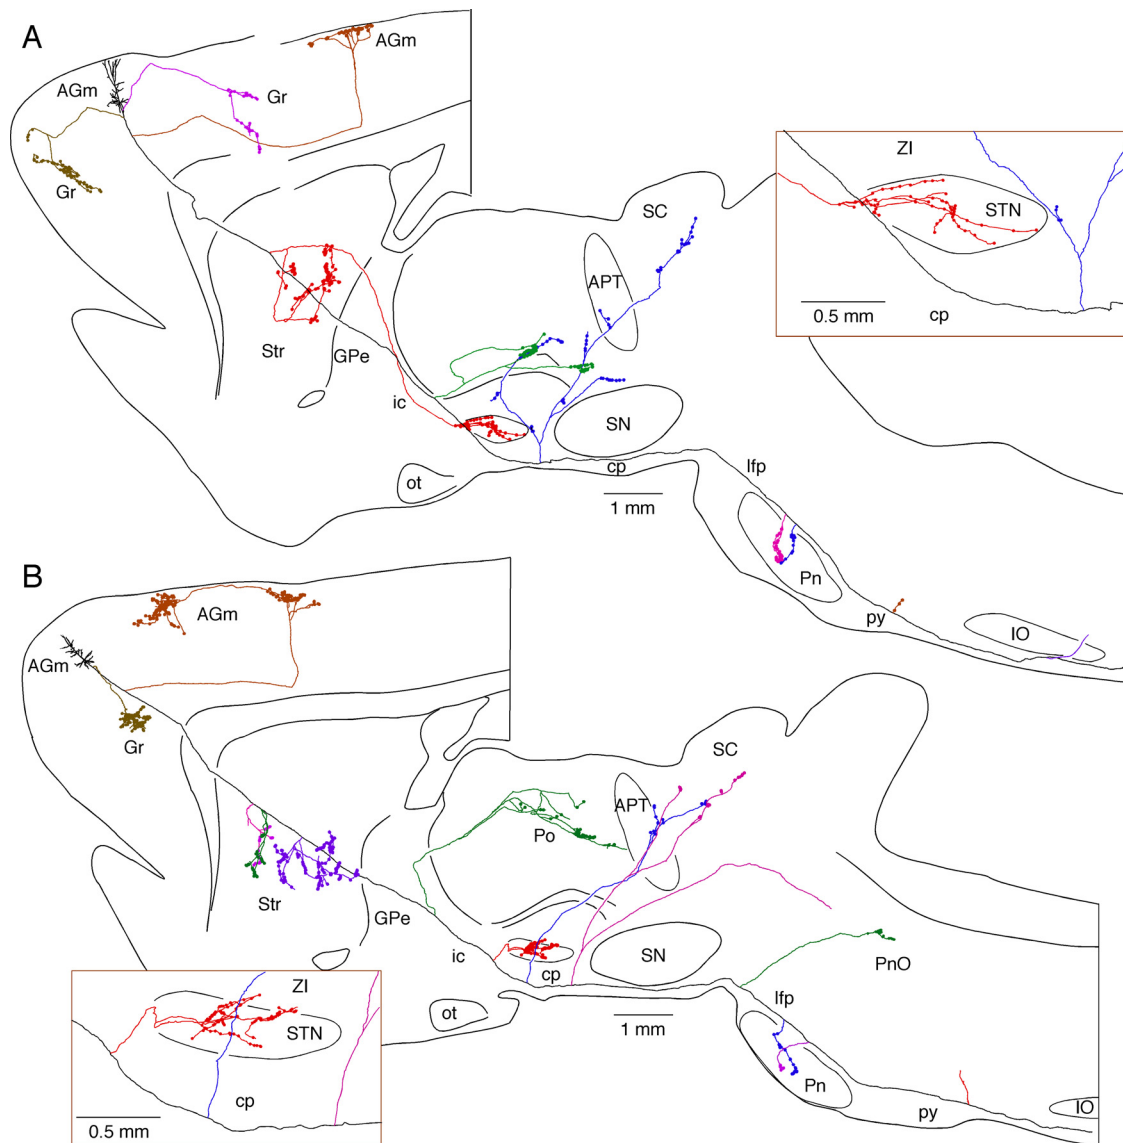 A
AGm
AGm
Gr
Gr
ZI
STN
0.5 mm
cp
SC
APT
Str
GPe
ic
SN
ot
cp
1 mm
lfp
Pn
py
IO
B
AGm
AGm
Gr
SC
APT
Po
Str
GPe
ic
cp
SN
PnO
ot
1 mm
lfp
Pn
py
IO
ZI
STN
cp
0.5 mm